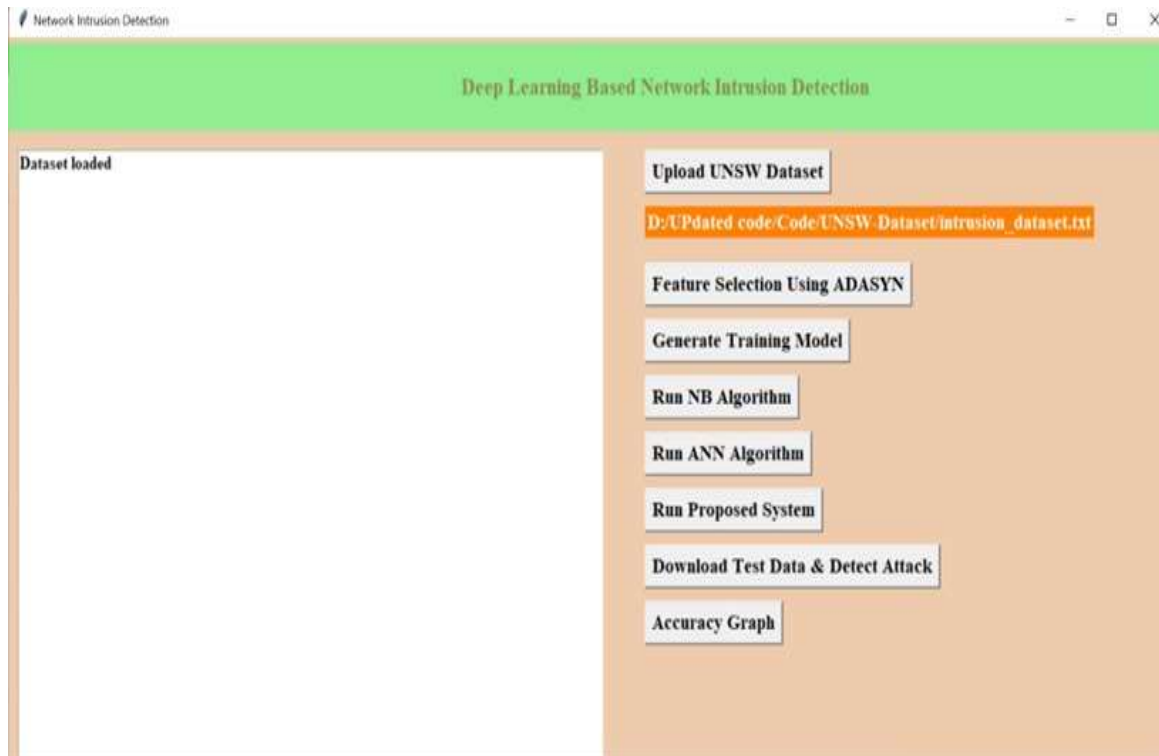 Network Intrusion Detection
Deep Learning Based Network Intrusion Detection
Dataset loaded
Upload UNSW Dataset
D:/UPdated code/Code/UNSW-Dataset/intrusion_dataset.txt
Feature Selection Using ADASYN
Generate Training Model
Run NB Algorithm
Run ANN Algorithm
Run Proposed System
Download Test Data & Detect Attack
Accuracy Graph